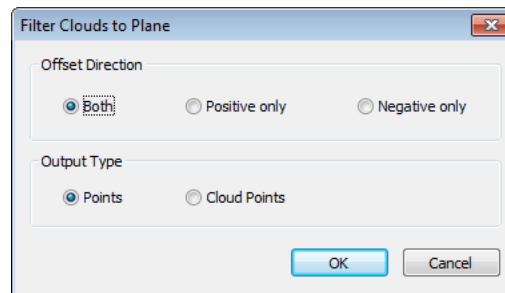 Filter Clouds to Plane
Offset Direction
Both Positive only Negative only
Output Type
Points Cloud Points
OK Cancel